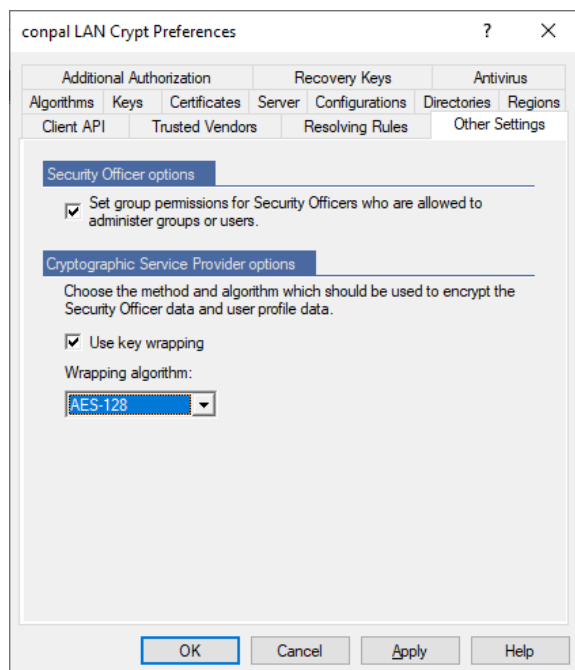 conpal LAN Crypt Preferences ?
Additional Authorization Recovery Keys Antivirus
Algorithms Keys Certificates Server Configurations Directories Regions
Client API Trusted Vendors Resolving Rules Other Settings
Security Officer options
Set group permissions for Security Officers who are allowed to
administer groups or users.
Cryptographic Service Provider options
Choose the method and algorithm which should be used to encrypt the
Security Officer data and user profile data.
Use key wrapping
Wrapping algorithm:
AES-128
OK Cancel Apply Help